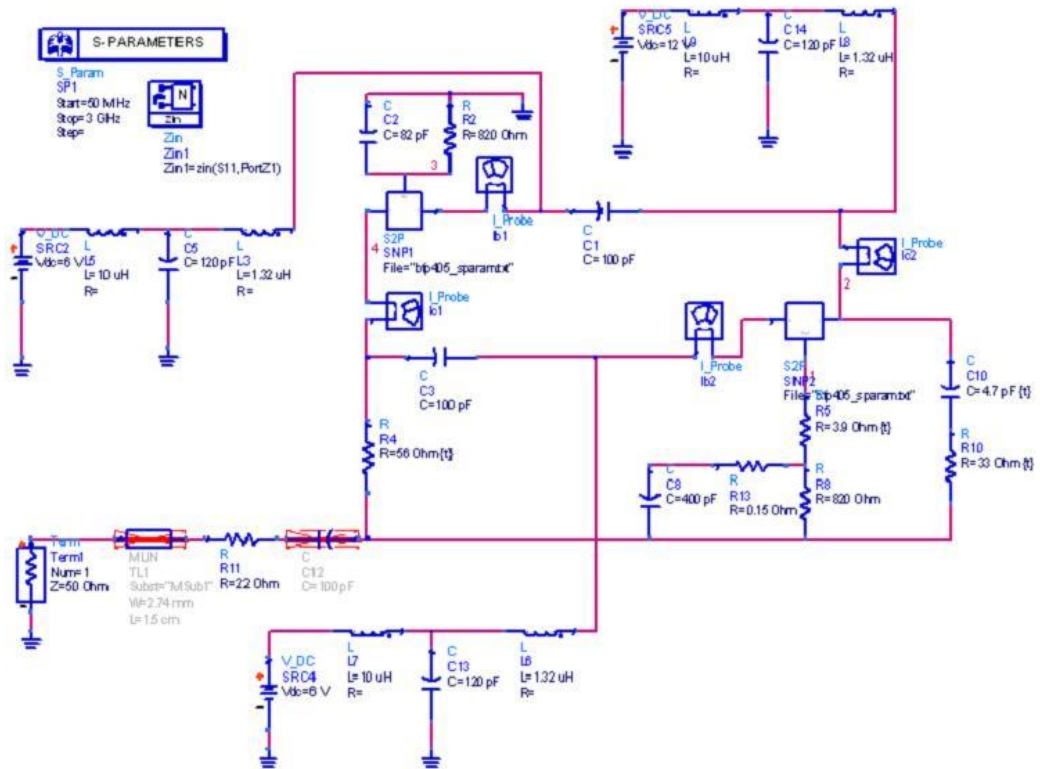 S-PARAMETERS
S_Param
SP1
Start=50 MHz
Stop=3 GHz
Step=
N
Zin
Zin
Zin1
Zin1=zin(S11,PortZ1)
V_DC
SRC5
Vdc=12 V
L
L9
L=10 uH
R=
C
C14
C=120 pF
L
L8
L=1.32 uH
R=
C
C2
C=82 pF
R
R2
R=820 Ohm
3
I_Probe
Ib1
S2P
SNP1
File="bfp405_sparam.txt"
4
C
C1
C=100 pF
V_DC
SRC2
Vdc=6 V
L
L5
L=10 uH
R=
C
C5
C=120 pF
L
L3
L=1.32 uH
R=
I_Probe
Ic1
I_Probe
Ic2
2
C
C3
C=100 pF
I_Probe
Ib2
S2P
SNP2
File="bfp405_sparam.txt"
1
C
C10
C=4.7 pF {t}
R
R4
R=56 Ohm {t}
R
R5
R=3.9 Ohm {t}
R
R10
R=33 Ohm {t}
C
C8
C=400 pF
R
R13
R=0.15 Ohm
R
R8
R=820 Ohm
Term
Term1
Num=1
Z=50 Ohm
MLIN
TL1
Subst="MSub1"
W=2.74 mm
L=1.5 cm
R
R11
R=22 Ohm
C
C12
C=100 pF
V_DC
SRC4
Vdc=6 V
L
L7
L=10 uH
R=
C
C13
C=120 pF
L
L6
L=1.32 uH
R=